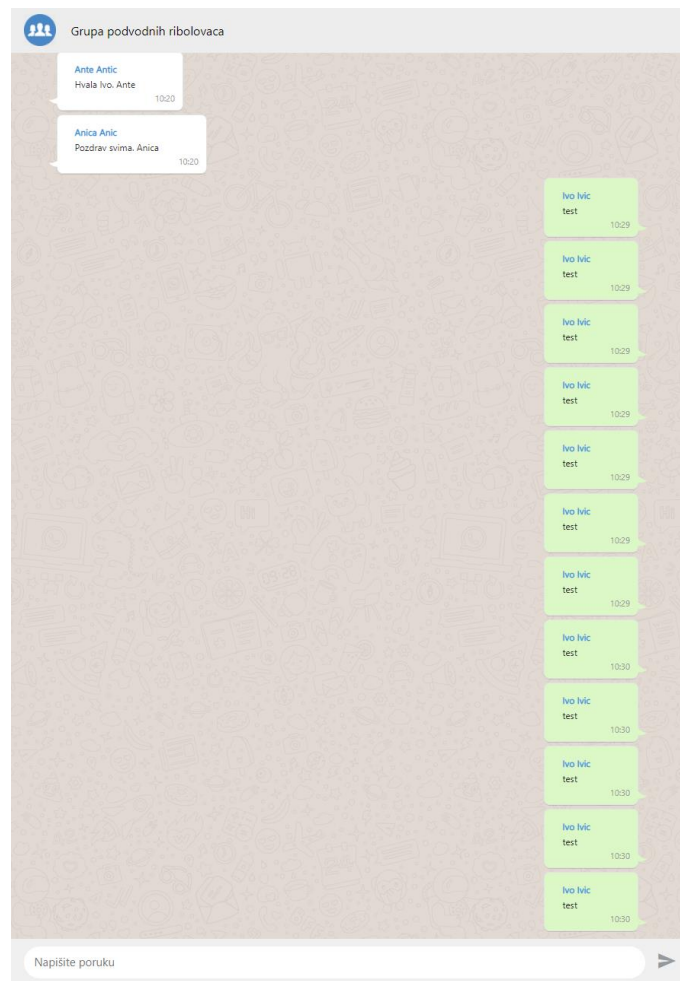 Grupa podvodnih ribolovaca
Ante Antic
Hvala Ivo. Ante
10:20
Anica Anic
Pozdrav svima. Anica
10:20
Ivo Ivic
test
10:29
Ivo Ivic
test
10:29
Ivo Ivic
test
10:29
Ivo Ivic
test
10:29
Ivo Ivic
test
10:29
Ivo Ivic
test
10:29
Ivo Ivic
test
10:29
Ivo Ivic
test
10:30
Ivo Ivic
test
10:30
Ivo Ivic
test
10:30
Ivo Ivic
test
10:30
Ivo Ivic
test
10:30
Napišite poruku